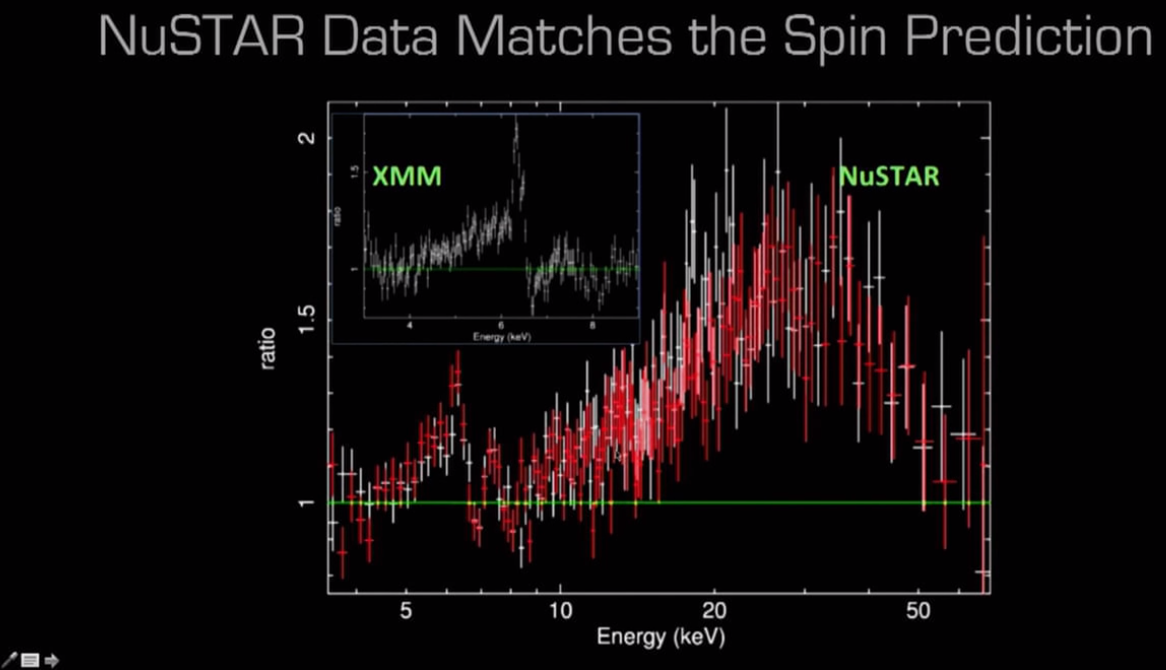 NuSTAR Data Matches the Spin Prediction
XMM
NuSTAR
2
1.5
1
ratio
5
10
20
50
Energy (keV)
1.5
1
ratio
4
6
8
Energy (keV)